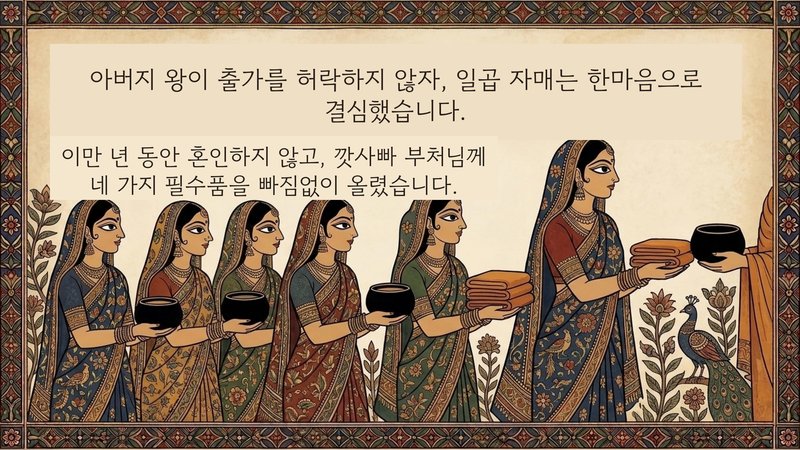 아버지 왕이 출가를 허락하지 않자, 일곱 자매는 한마음으로
결심했습니다.
이만 년 동안 혼인하지 않고, 깟사빠 부처님께
네 가지 필수품을 빠짐없이 올렸습니다.